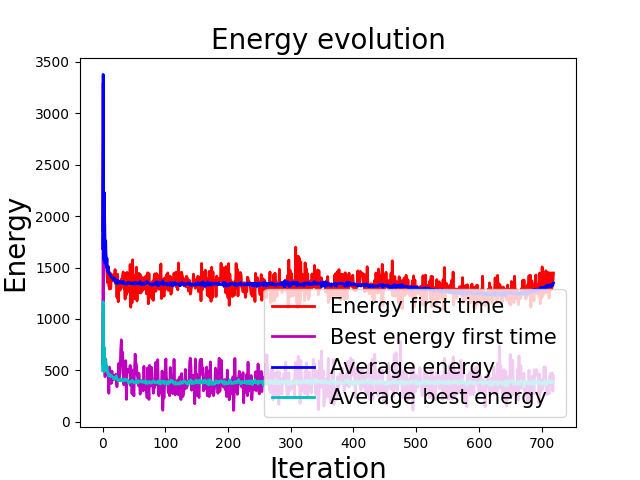 Energy evolution
Energy
3500
3000
2500
2000
1500
1000
500
0
Energy first time
Best energy first time
Average energy
Average best energy
0 100 200 300 400 500 600 700
Iteration